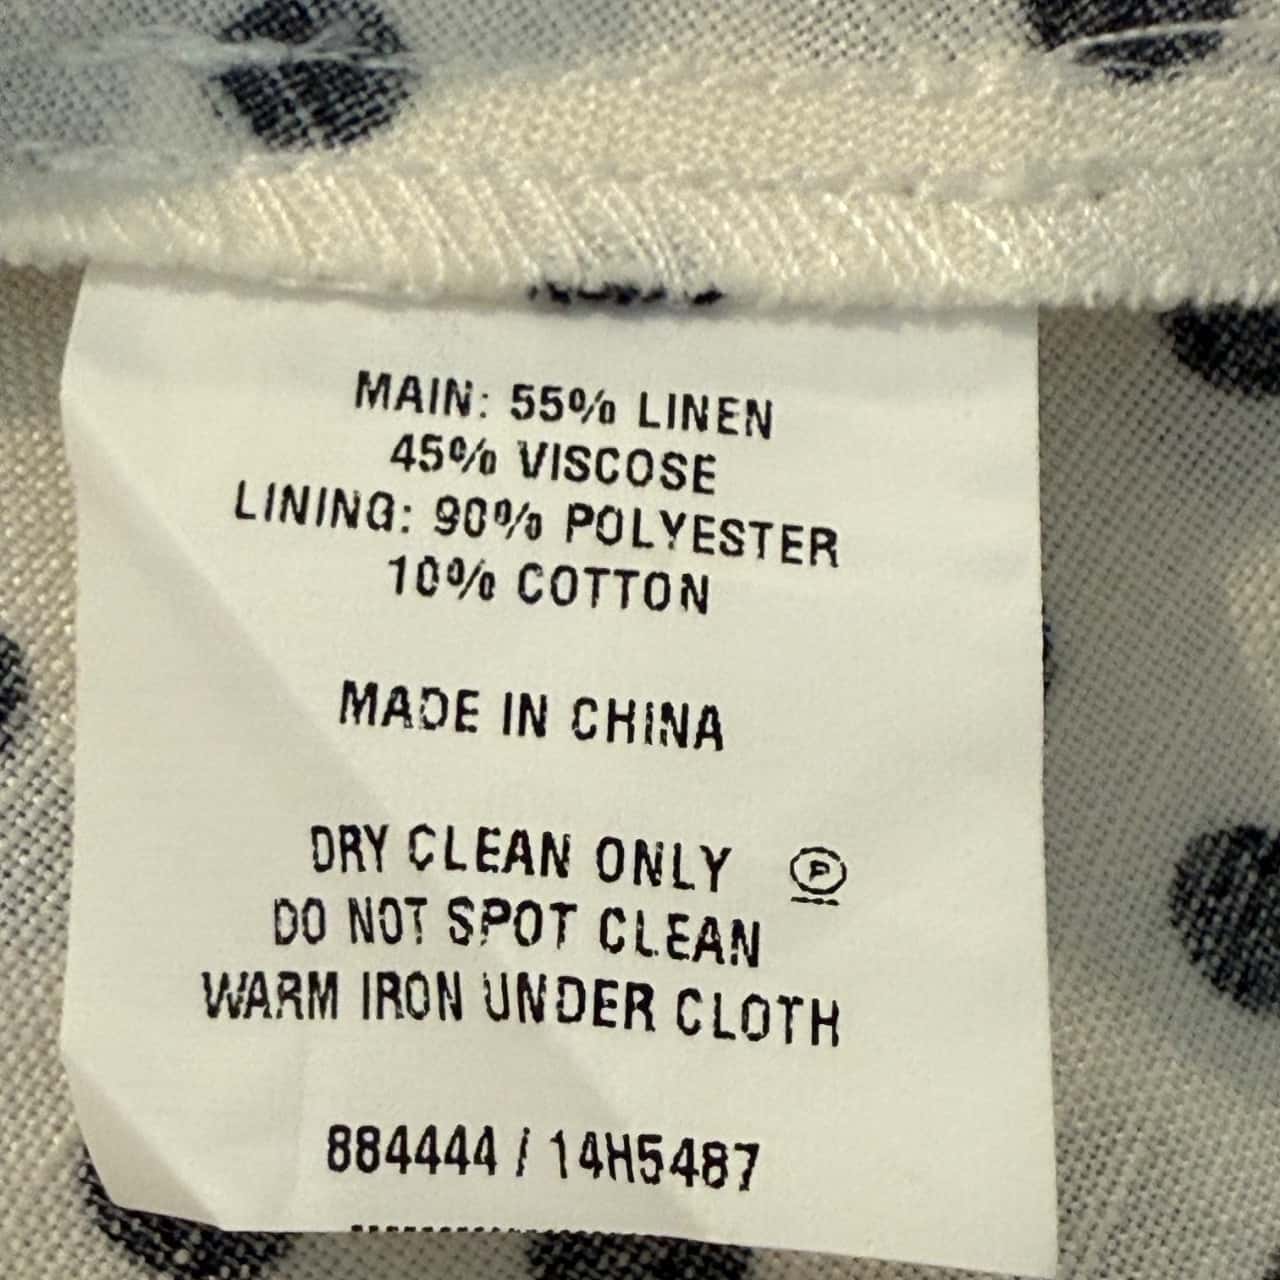 MAIN: 55% LINEN
45% VISCOSE
LINING: 90% POLYESTER
10% COTTON
MADE IN CHINA
DRY CLEAN ONLY P
DO NOT SPOT CLEAN
WARM IRON UNDER CLOTH
884444 / 14H5487